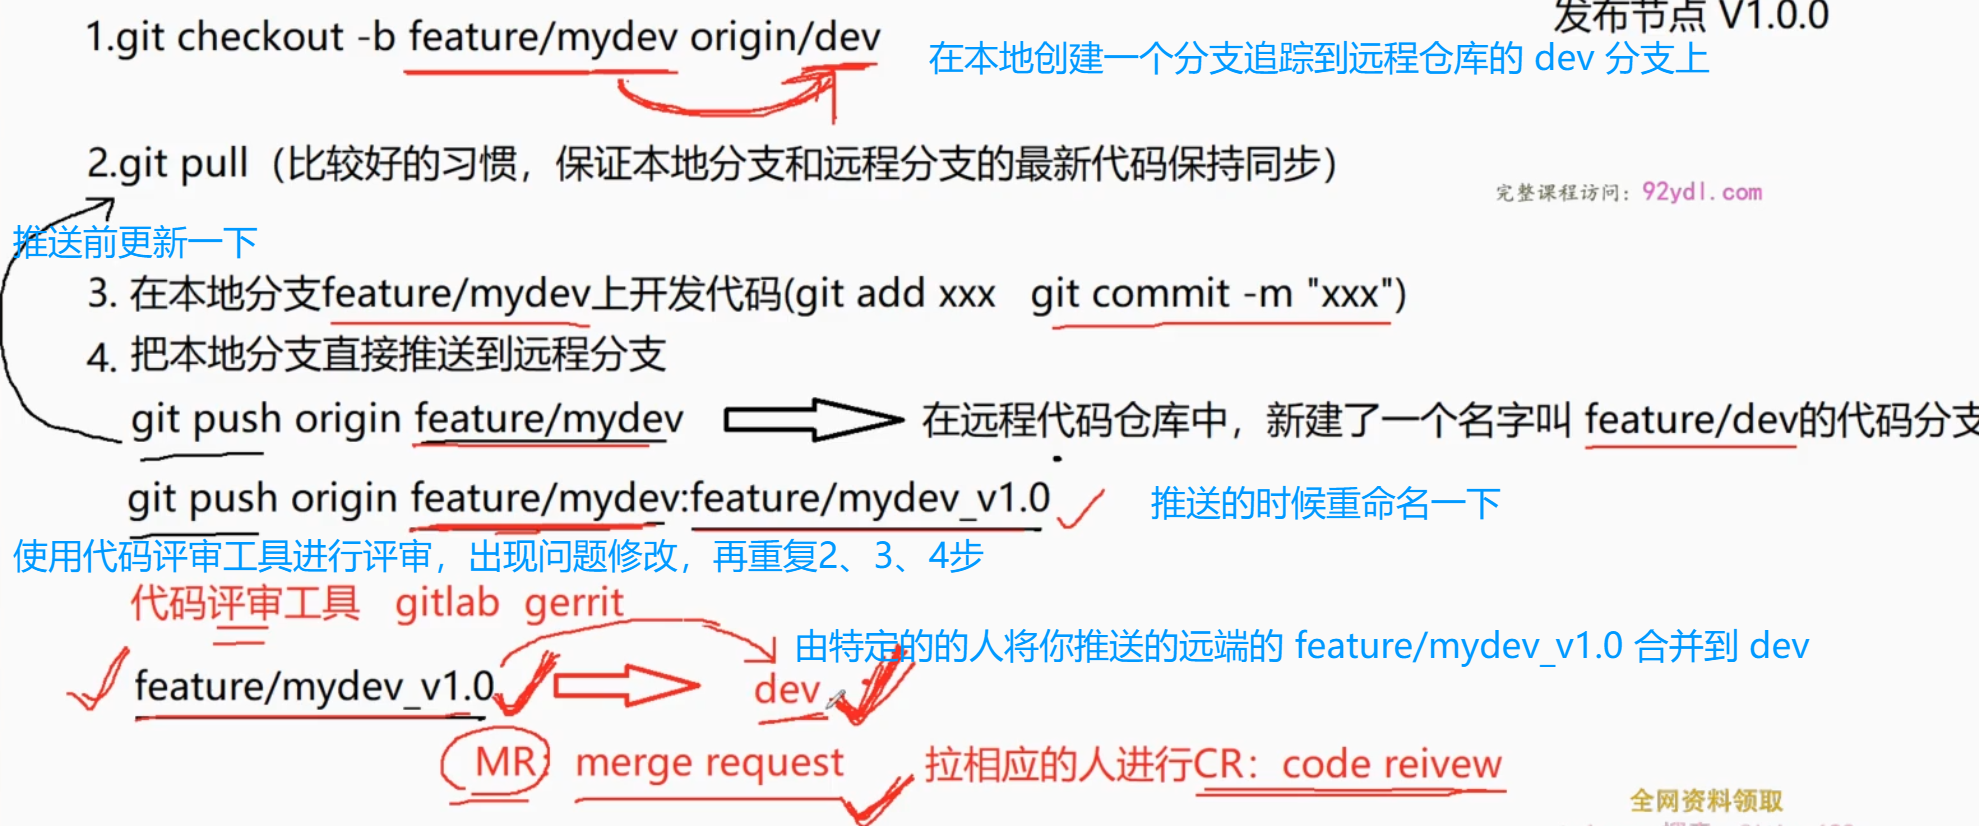 发布节点 V1.0.0
1.git checkout -b feature/mydev origin/dev
在本地创建一个分支追踪到远程仓库的 dev 分支上
2.git pull（比较好的习惯，保证本地分支和远程分支的最新代码保持同步）
完整课程访问：92ydl.com
推送前更新一下
3. 在本地分支feature/mydev上开发代码(git add xxx   git commit -m "xxx")
4. 把本地分支直接推送到远程分支
git push origin feature/mydev
在远程代码仓库中，新建了一个名字叫 feature/dev的代码分支
git push origin feature/mydev:feature/mydev_v1.0
推送的时候重命名一下
使用代码评审工具进行评审，出现问题修改，再重复2、3、4步
代码评审工具   gitlab  gerrit
由特定的的人将你推送的远端的 feature/mydev_v1.0 合并到 dev
feature/mydev_v1.0
dev
MR：merge request
拉相应的人进行CR：code reivew
全网资料领取